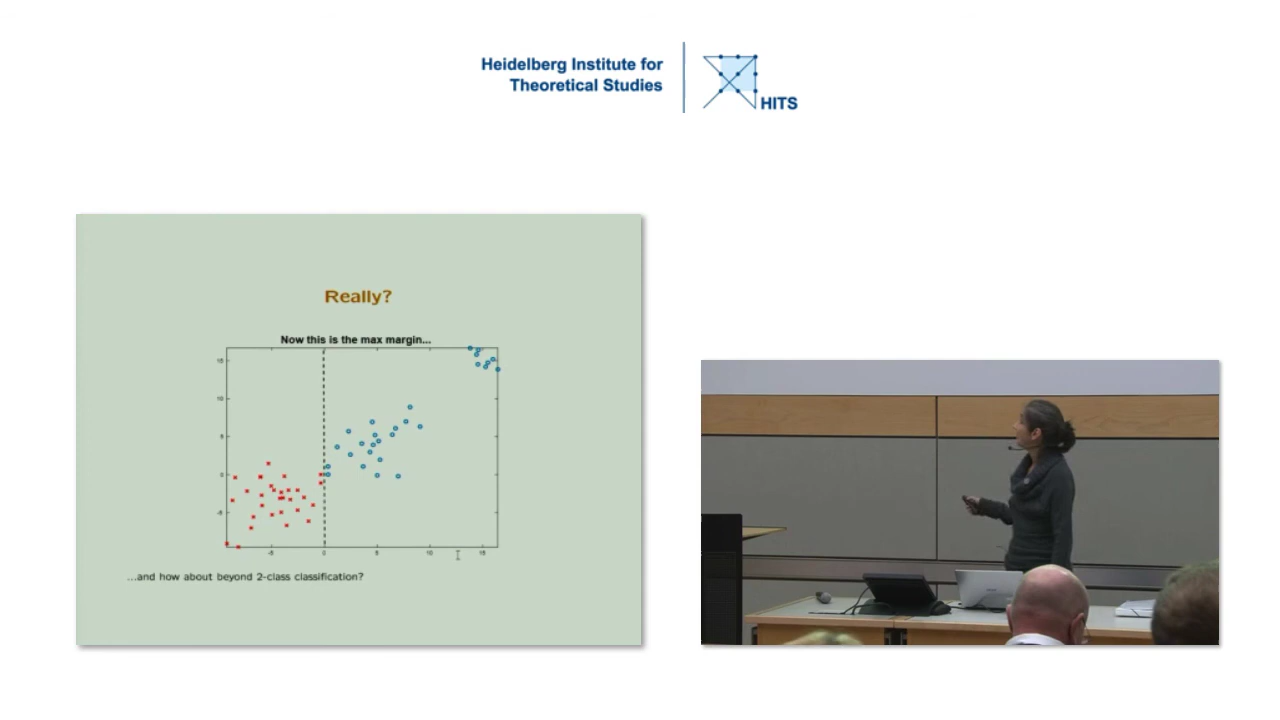 Heidelberg Institute for
Theoretical Studies
HITS
Really?
Now this is the max margin...
15
10
5
0
-5
-5
0
5
10
15
...and how about beyond 2-class classification?